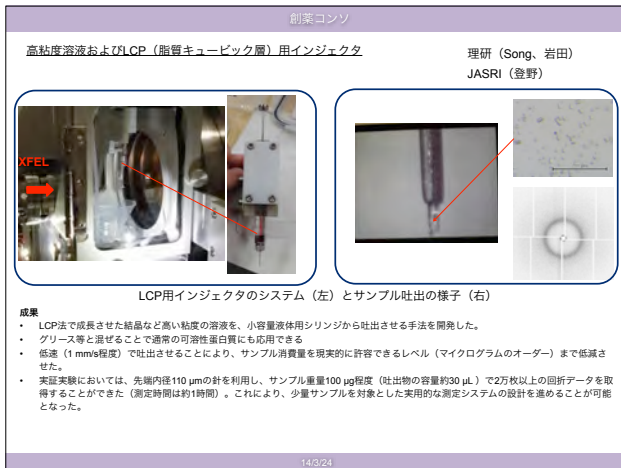 創薬コンソ
高粘度溶液およびLCP（脂質キュービック層）用インジェクタ
理研（Song、岩田）
JASRI（登野）
XFEL
LCP用インジェクタのシステム（左）とサンプル吐出の様子（右）
成果
• LCP法で成長させた結晶など高い粘度の溶液を、小容量液体用シリンジから吐出させる手法を開発した。
• グリース等と混ぜることで通常の可溶性蛋白質にも応用できる
• 低速（1 mm/s程度）で吐出させることにより、サンプル消費量を現実的に許容できるレベル（マイクログラムのオーダー）まで低減さ
せた。
• 実証実験においては、先端内径110 μmの針を利用し、サンプル重量100 μg程度（吐出物の容量約30 μL ）で2万枚以上の回折データを取
得することができた（測定時間は約1時間）。これにより、少量サンプルを対象とした実用的な測定システムの設計を進めることが可能
となった。
14/3/24